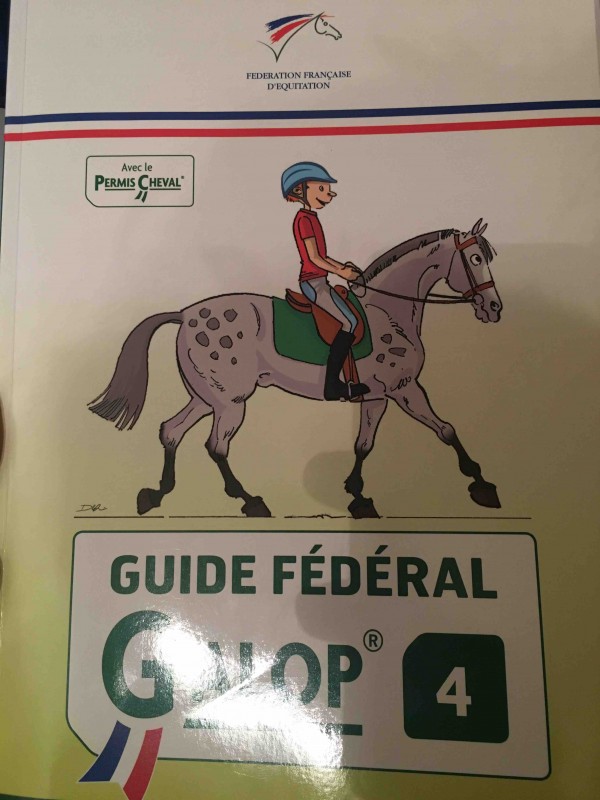 FEDERATION FRANÇAISE
D'EQUITATION
Avec le
PERMIS CHEVAL®
GUIDE FÉDÉRAL
GALOP® 4